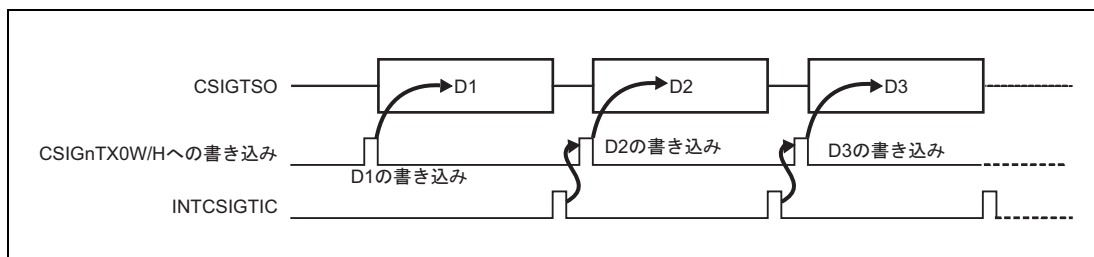 CSIGTSO
D1
D2
D3
CSIGnTX0W/Hへの書き込み
D1の書き込み
D2の書き込み
D3の書き込み
INTCSIGTIC